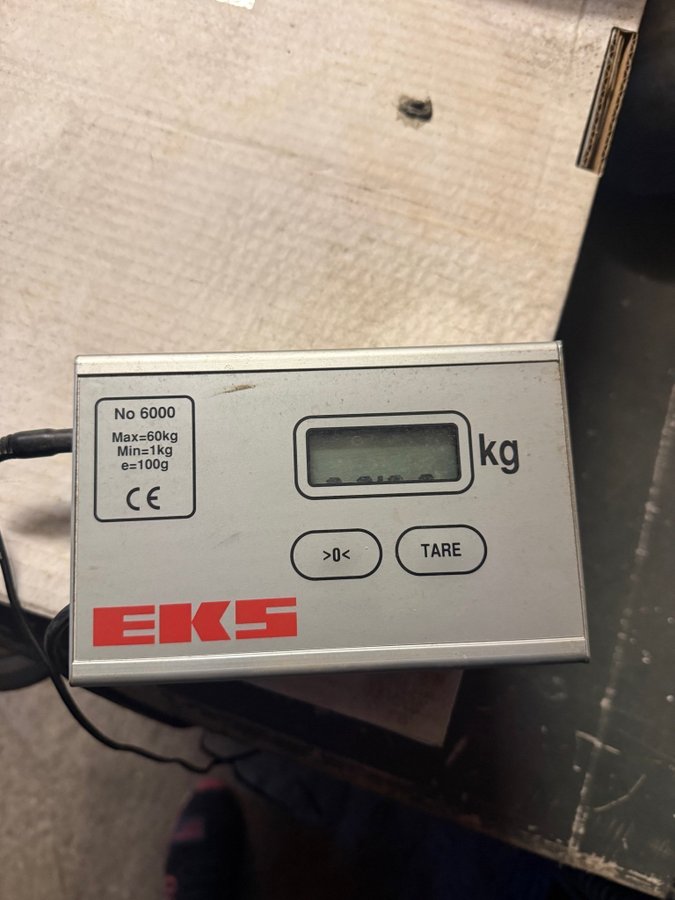 No 6000
Max=60kg
Min=1kg
e=100g
CE
kg
>0<
TARE
EKS